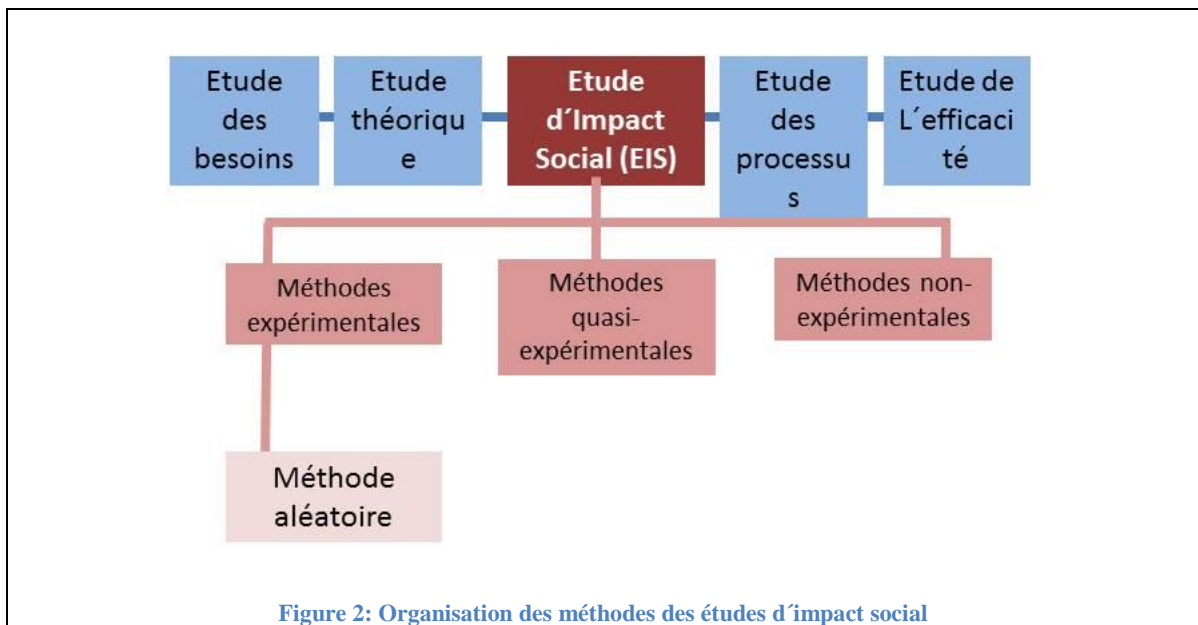 Etude
des
besoins
Etude
théoriqu
e
Etude
d´Impact
Social (EIS)
Etude
des
processu
s
Etude de
L´efficaci
té
Méthodes
expérimentales
Méthodes
quasi-
expérimentales
Méthodes non-
expérimentales
Méthode
aléatoire
Figure 2: Organisation des méthodes des études d´impact social